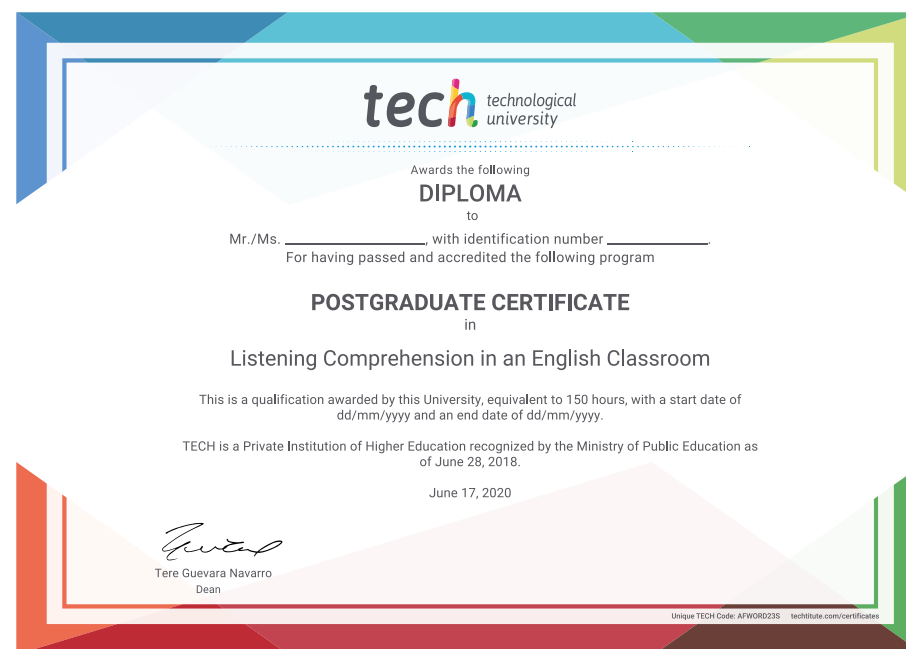 tech technological
university
Awards the following
DIPLOMA
to
Mr./Ms. ____________________, with identification number ______________.
For having passed and accredited the following program
POSTGRADUATE CERTIFICATE
in
Listening Comprehension in an English Classroom
This is a qualification awarded by this University, equivalent to 150 hours, with a start date of
dd/mm/yyyy and an end date of dd/mm/yyyy.
TECH is a Private Institution of Higher Education recognized by the Ministry of Public Education as
of June 28, 2018.
June 17, 2020
Tere Guevara Navarro
Dean
Unique TECH Code: AFWORD23S techtitute.com/certificates